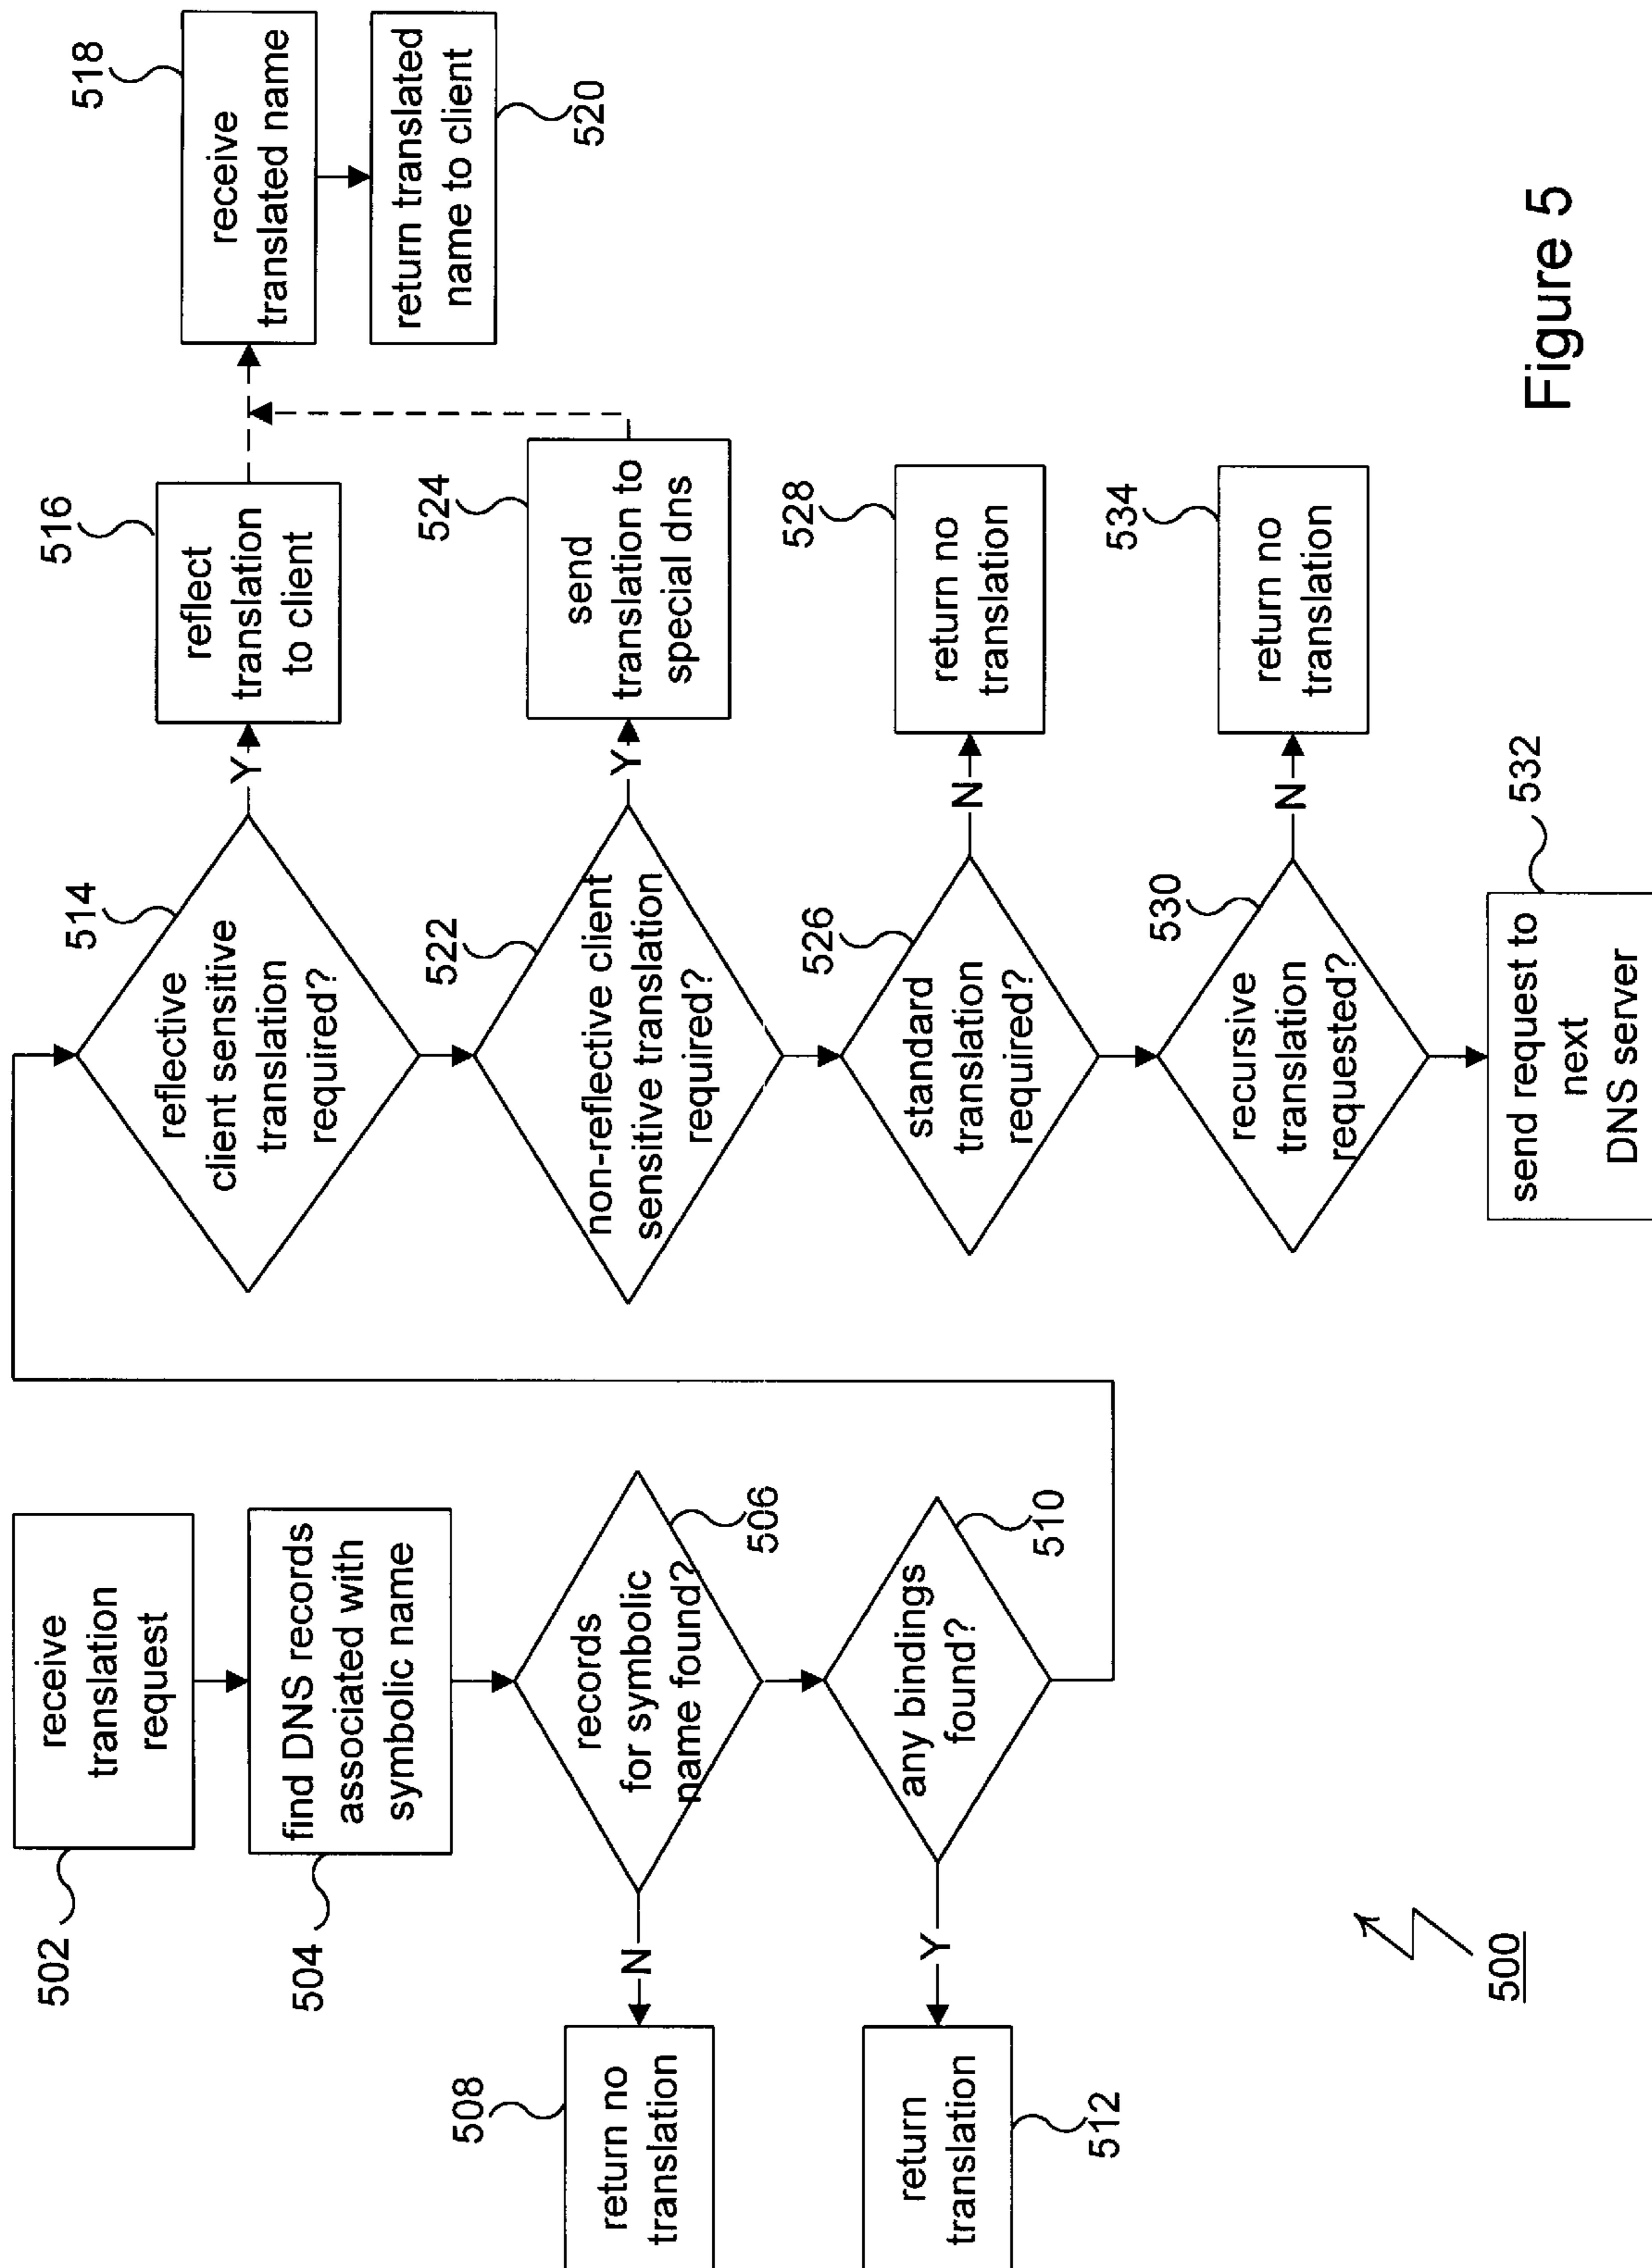 502
receive
translation
request
504
find DNS records
associated with
symbolic name
506
records
for symbolic
name found?
N
508
return no
translation
510
any bindings
found?
Y
512
return
translation
514
reflective
client sensitive
translation
required?
Y
516
reflect
translation
to client
518
receive
translated name
520
return translated
name to client
522
non-reflective client
sensitive translation
required?
Y
524
send
translation to
special dns
526
standard
translation
required?
N
528
return no
translation
530
recursive
translation
requested?
N
534
return no
translation
532
send request to
next
DNS server
500
Figure 5